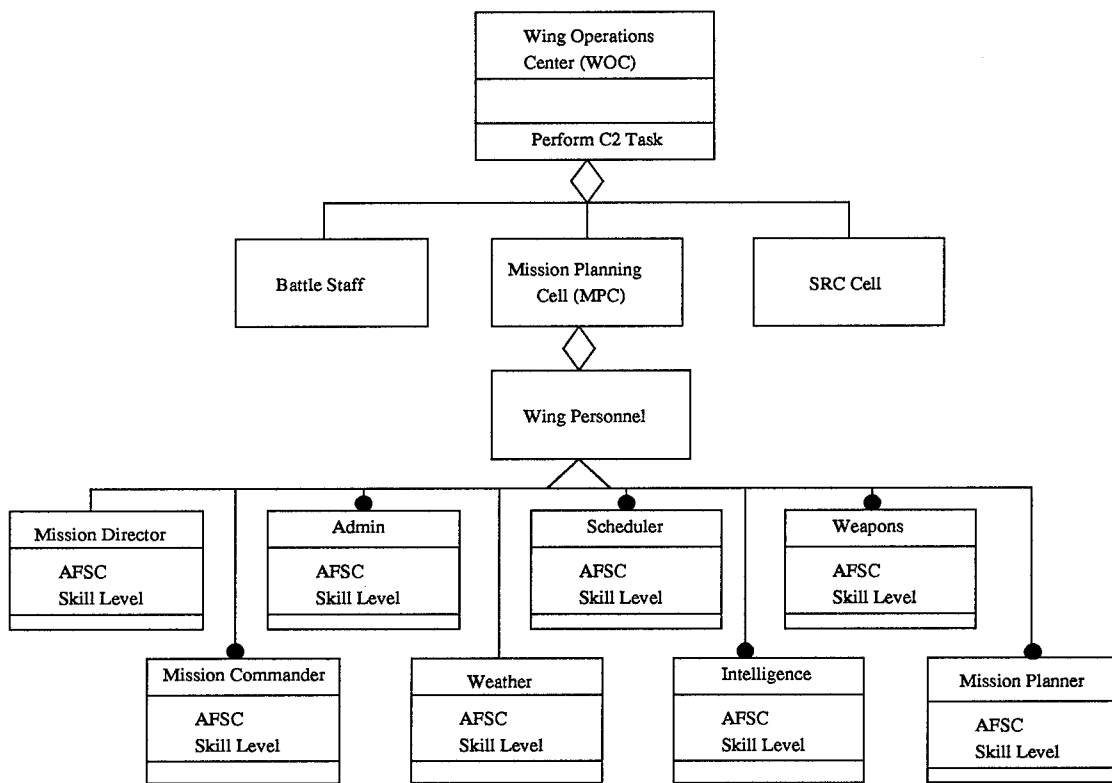 Wing Operations
Center (WOC)
Perform C2 Task
Battle Staff
Mission Planning
Cell (MPC)
SRC Cell
Wing Personnel
Mission Director
AFSC
Skill Level
Admin
AFSC
Skill Level
Scheduler
AFSC
Skill Level
Weapons
AFSC
Skill Level
Mission Commander
AFSC
Skill Level
Weather
AFSC
Skill Level
Intelligence
AFSC
Skill Level
Mission Planner
AFSC
Skill Level